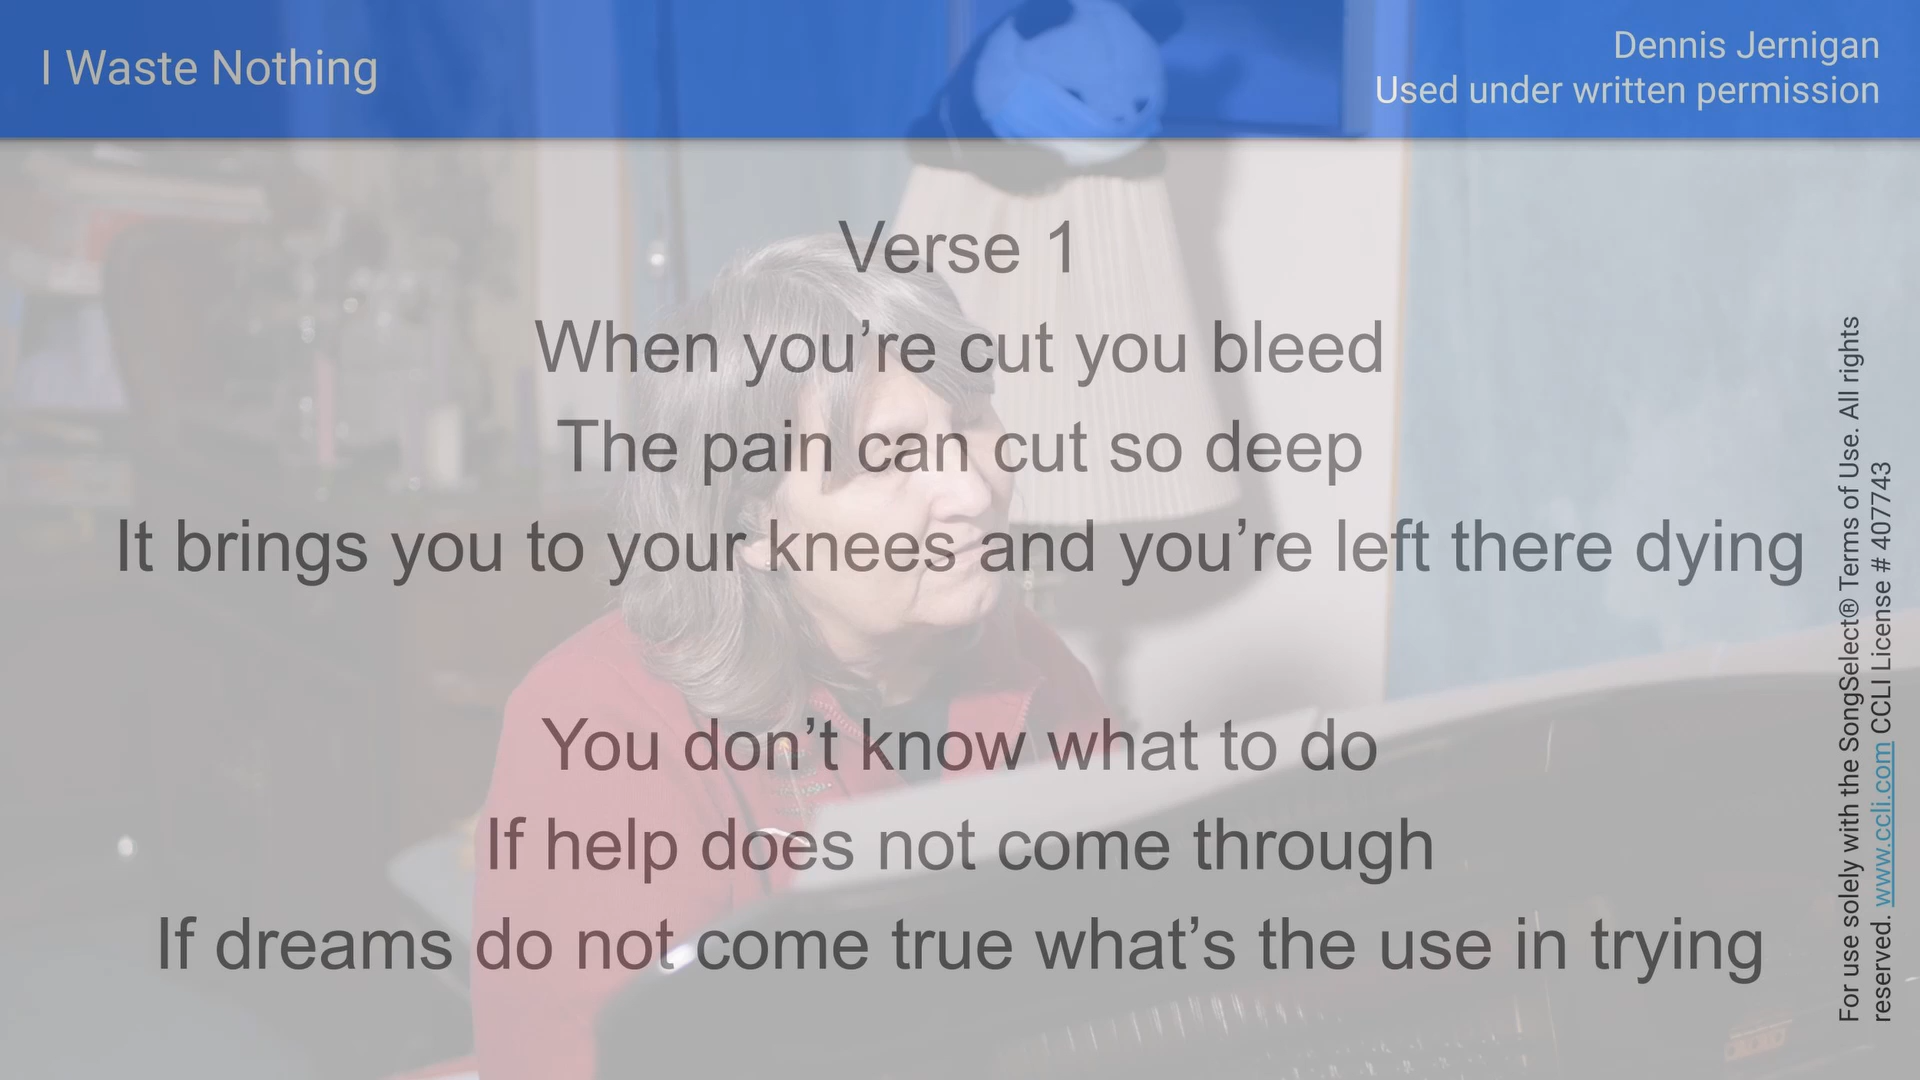 I Waste Nothing
Dennis Jernigan
Used under written permission
Verse 1
When you’re cut you bleed
The pain can cut so deep
It brings you to your knees and you’re left there dying
You don’t know what to do
If help does not come through
If dreams do not come true what’s the use in trying
For use solely with the SongSelect® Terms of Use. All rights
reserved. www.ccli.com CCLI License # 407743